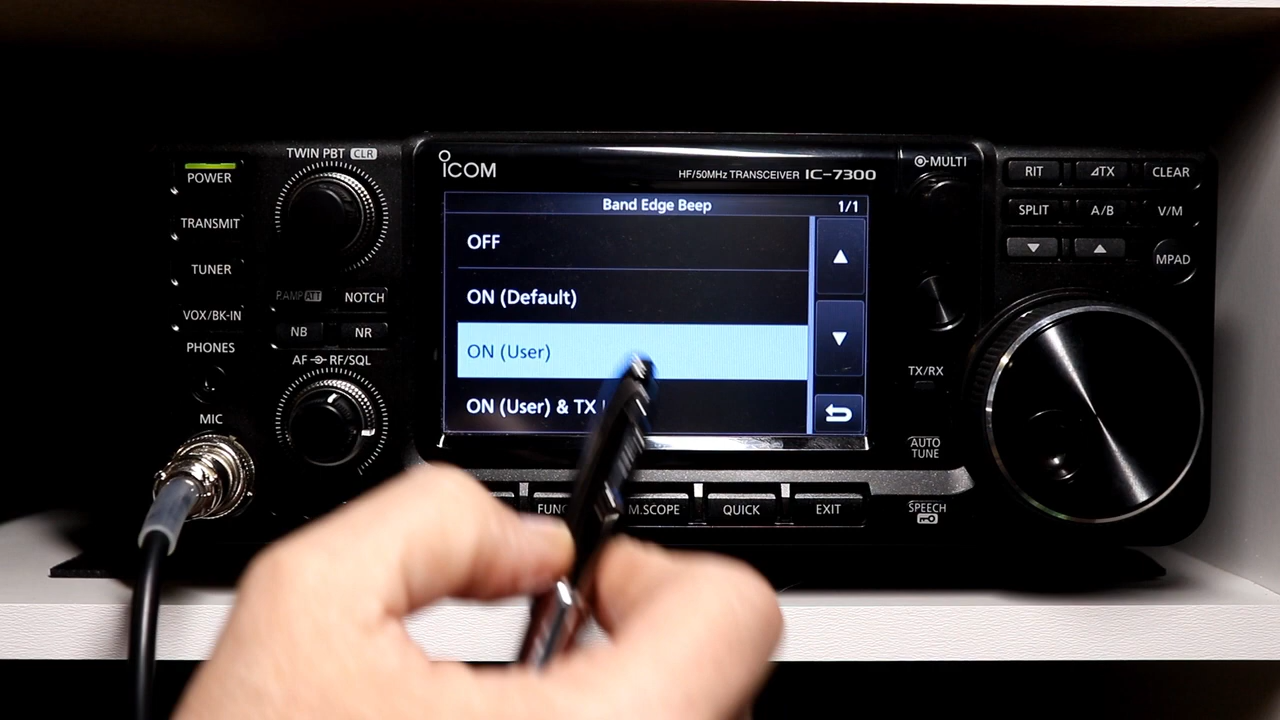 POWER
TRANSMIT
TUNER
VOX/BK-IN
PHONES
MIC
TWIN PBT CLR
P.AMP ATT
NOTCH
NB
NR
AF RF/SQL
ICOM
HF/50MHz TRANSCEIVER IC-7300
Band Edge Beep 1/1
OFF
ON (Default)
ON (User)
ON (User) & TX
FUNC
M.SCOPE
QUICK
EXIT
MULTI
TX/RX
AUTO
TUNE
SPEECH
RIT
⊿TX
CLEAR
SPLIT
A/B
V/M
MPAD